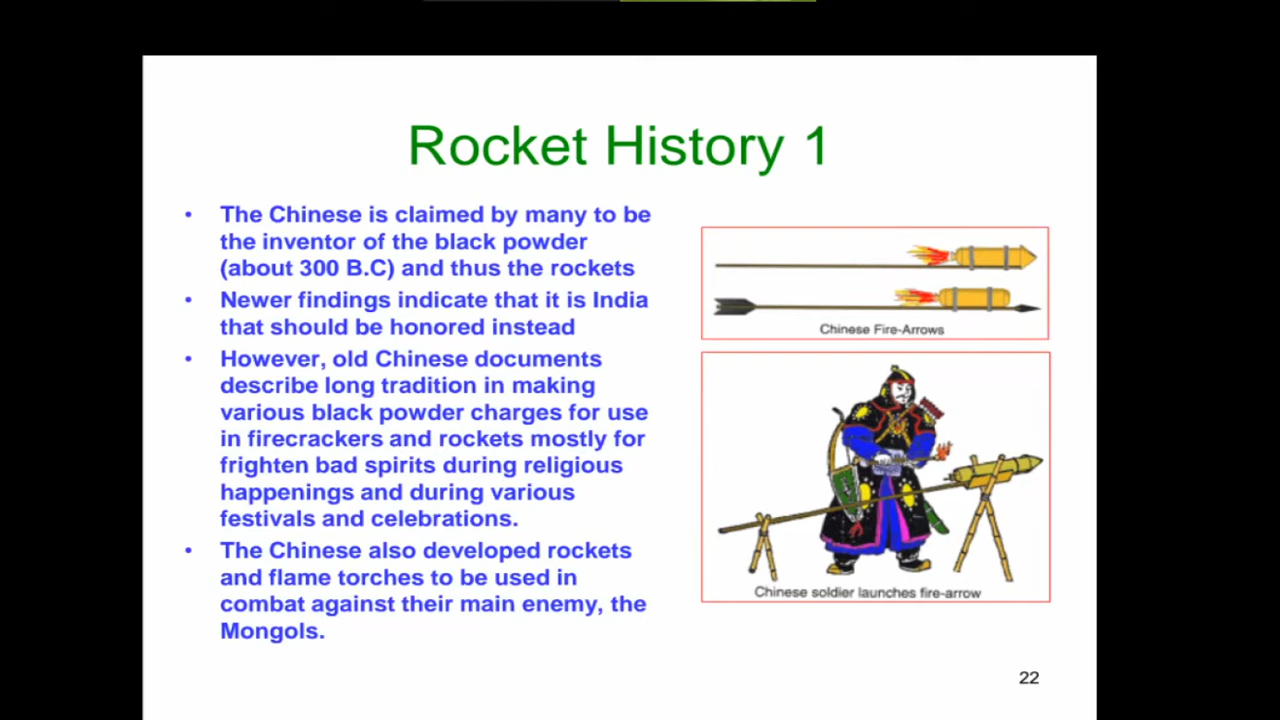 Rocket History 1
• The Chinese is claimed by many to be
the inventor of the black powder
(about 300 B.C) and thus the rockets
• Newer findings indicate that it is India
that should be honored instead
• However, old Chinese documents
describe long tradition in making
various black powder charges for use
in firecrackers and rockets mostly for
frighten bad spirits during religious
happenings and during various
festivals and celebrations.
• The Chinese also developed rockets
and flame torches to be used in
combat against their main enemy, the
Mongols.
Chinese Fire-Arrows
Chinese soldier launches fire-arrow
22